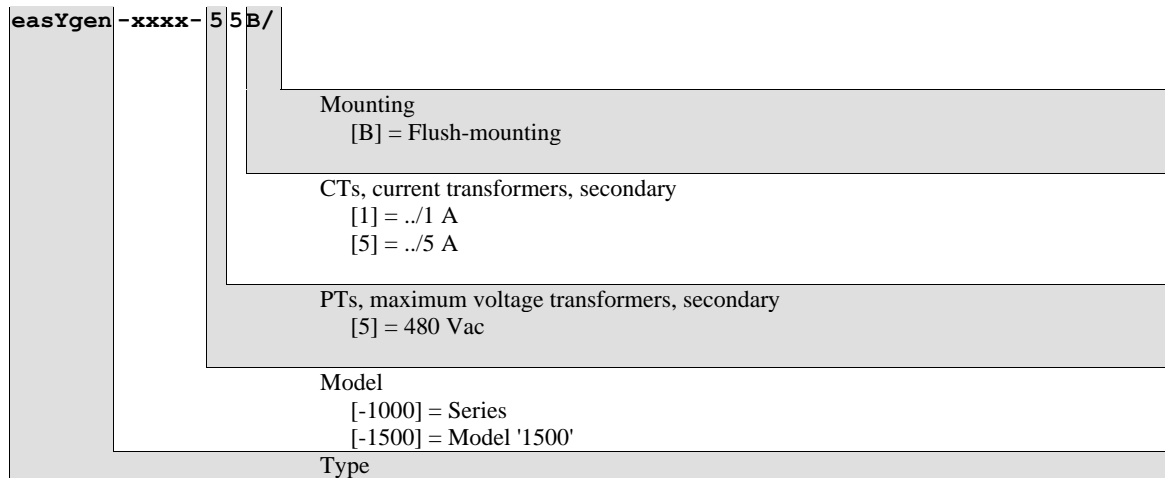 easYgen-xxxx-55B/
Mounting
[B] = Flush-mounting
CTs, current transformers, secondary
[1] = ../1 A
[5] = ../5 A
PTs, maximum voltage transformers, secondary
[5] = 480 Vac
Model
[-1000] = Series
[-1500] = Model '1500'
Type